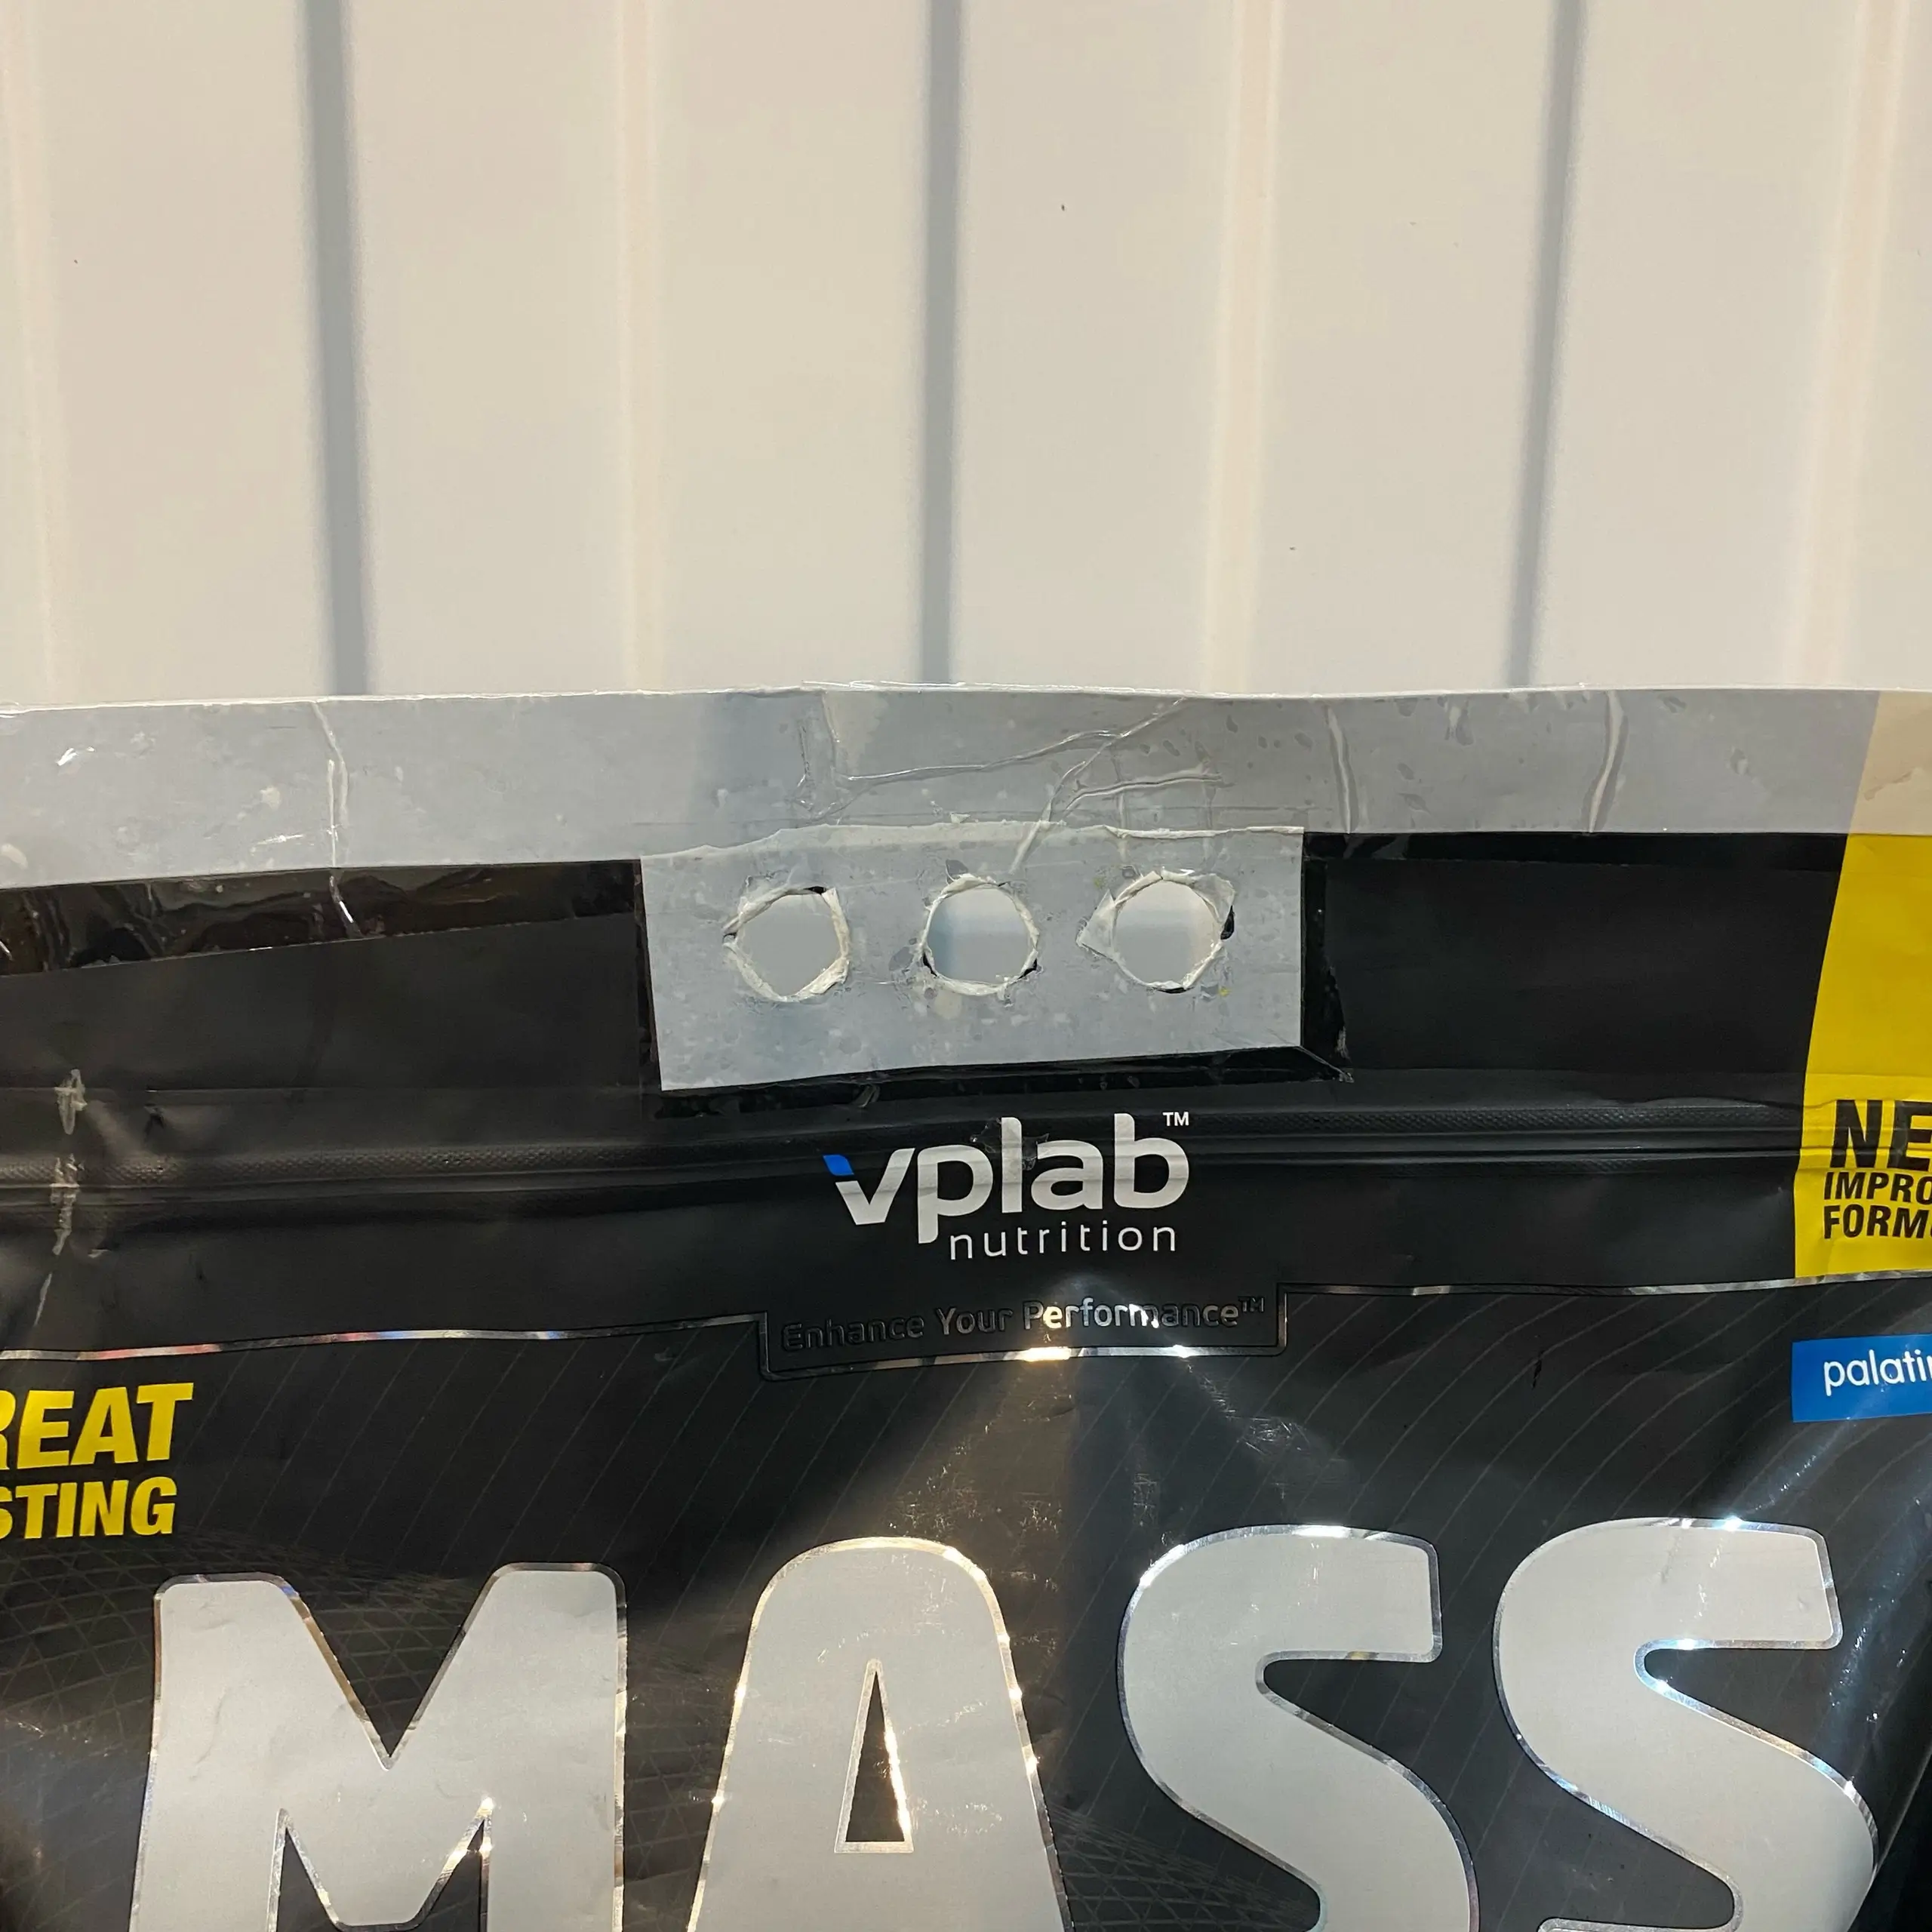 vplab™
nutrition
Enhance Your Performance™
NE
IMPRO
FORM
palati
REAT
STING
MASS